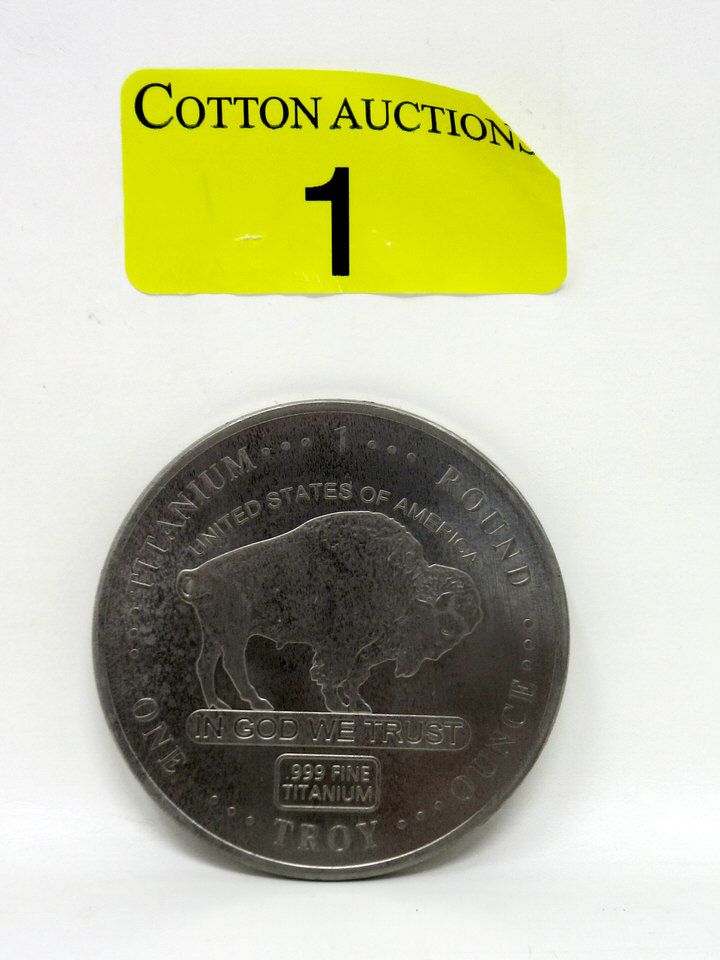 COTTON AUCTIONS
1
TITANIUM ... 1 ... ROUND
UNITED STATES OF AMERICA
IN GOD WE TRUST
.999 FINE
TITANIUM
ONE ... TROY ... OUNCE